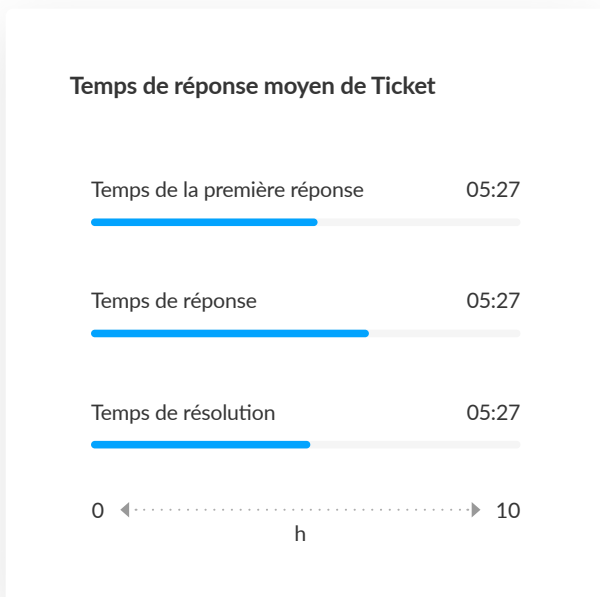 Temps de réponse moyen de Ticket
Temps de la première réponse 05:27
Temps de réponse 05:27
Temps de résolution 05:27
0 10
h